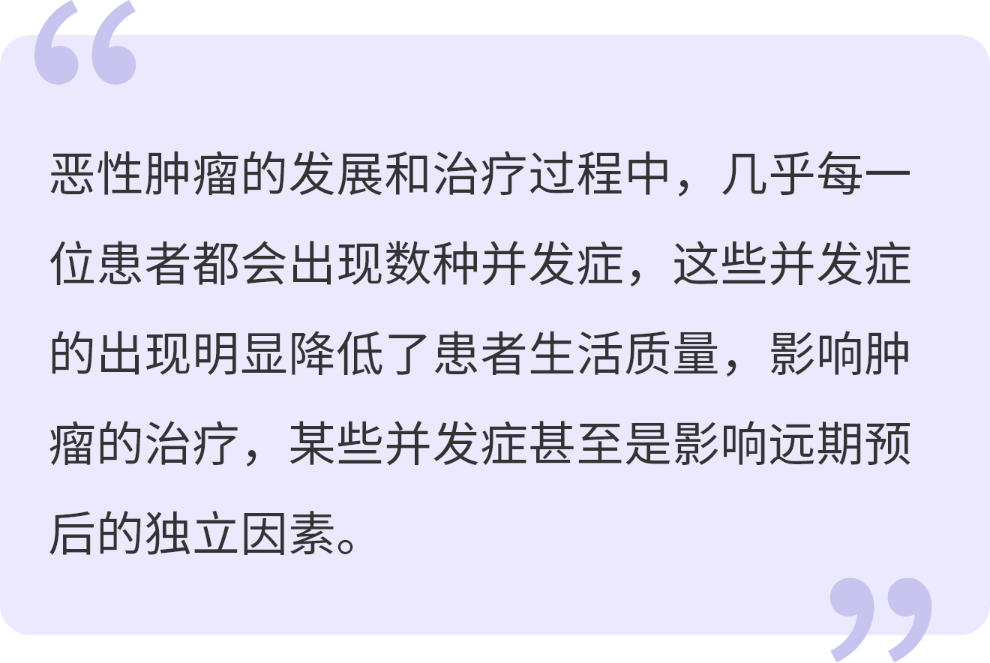 恶性肿瘤的发展和治疗过程中，几乎每一
位患者都会出现数种并发症，这些并发症
的出现明显降低了患者生活质量，影响肿
瘤的治疗，某些并发症甚至是影响远期预
后的独立因素。